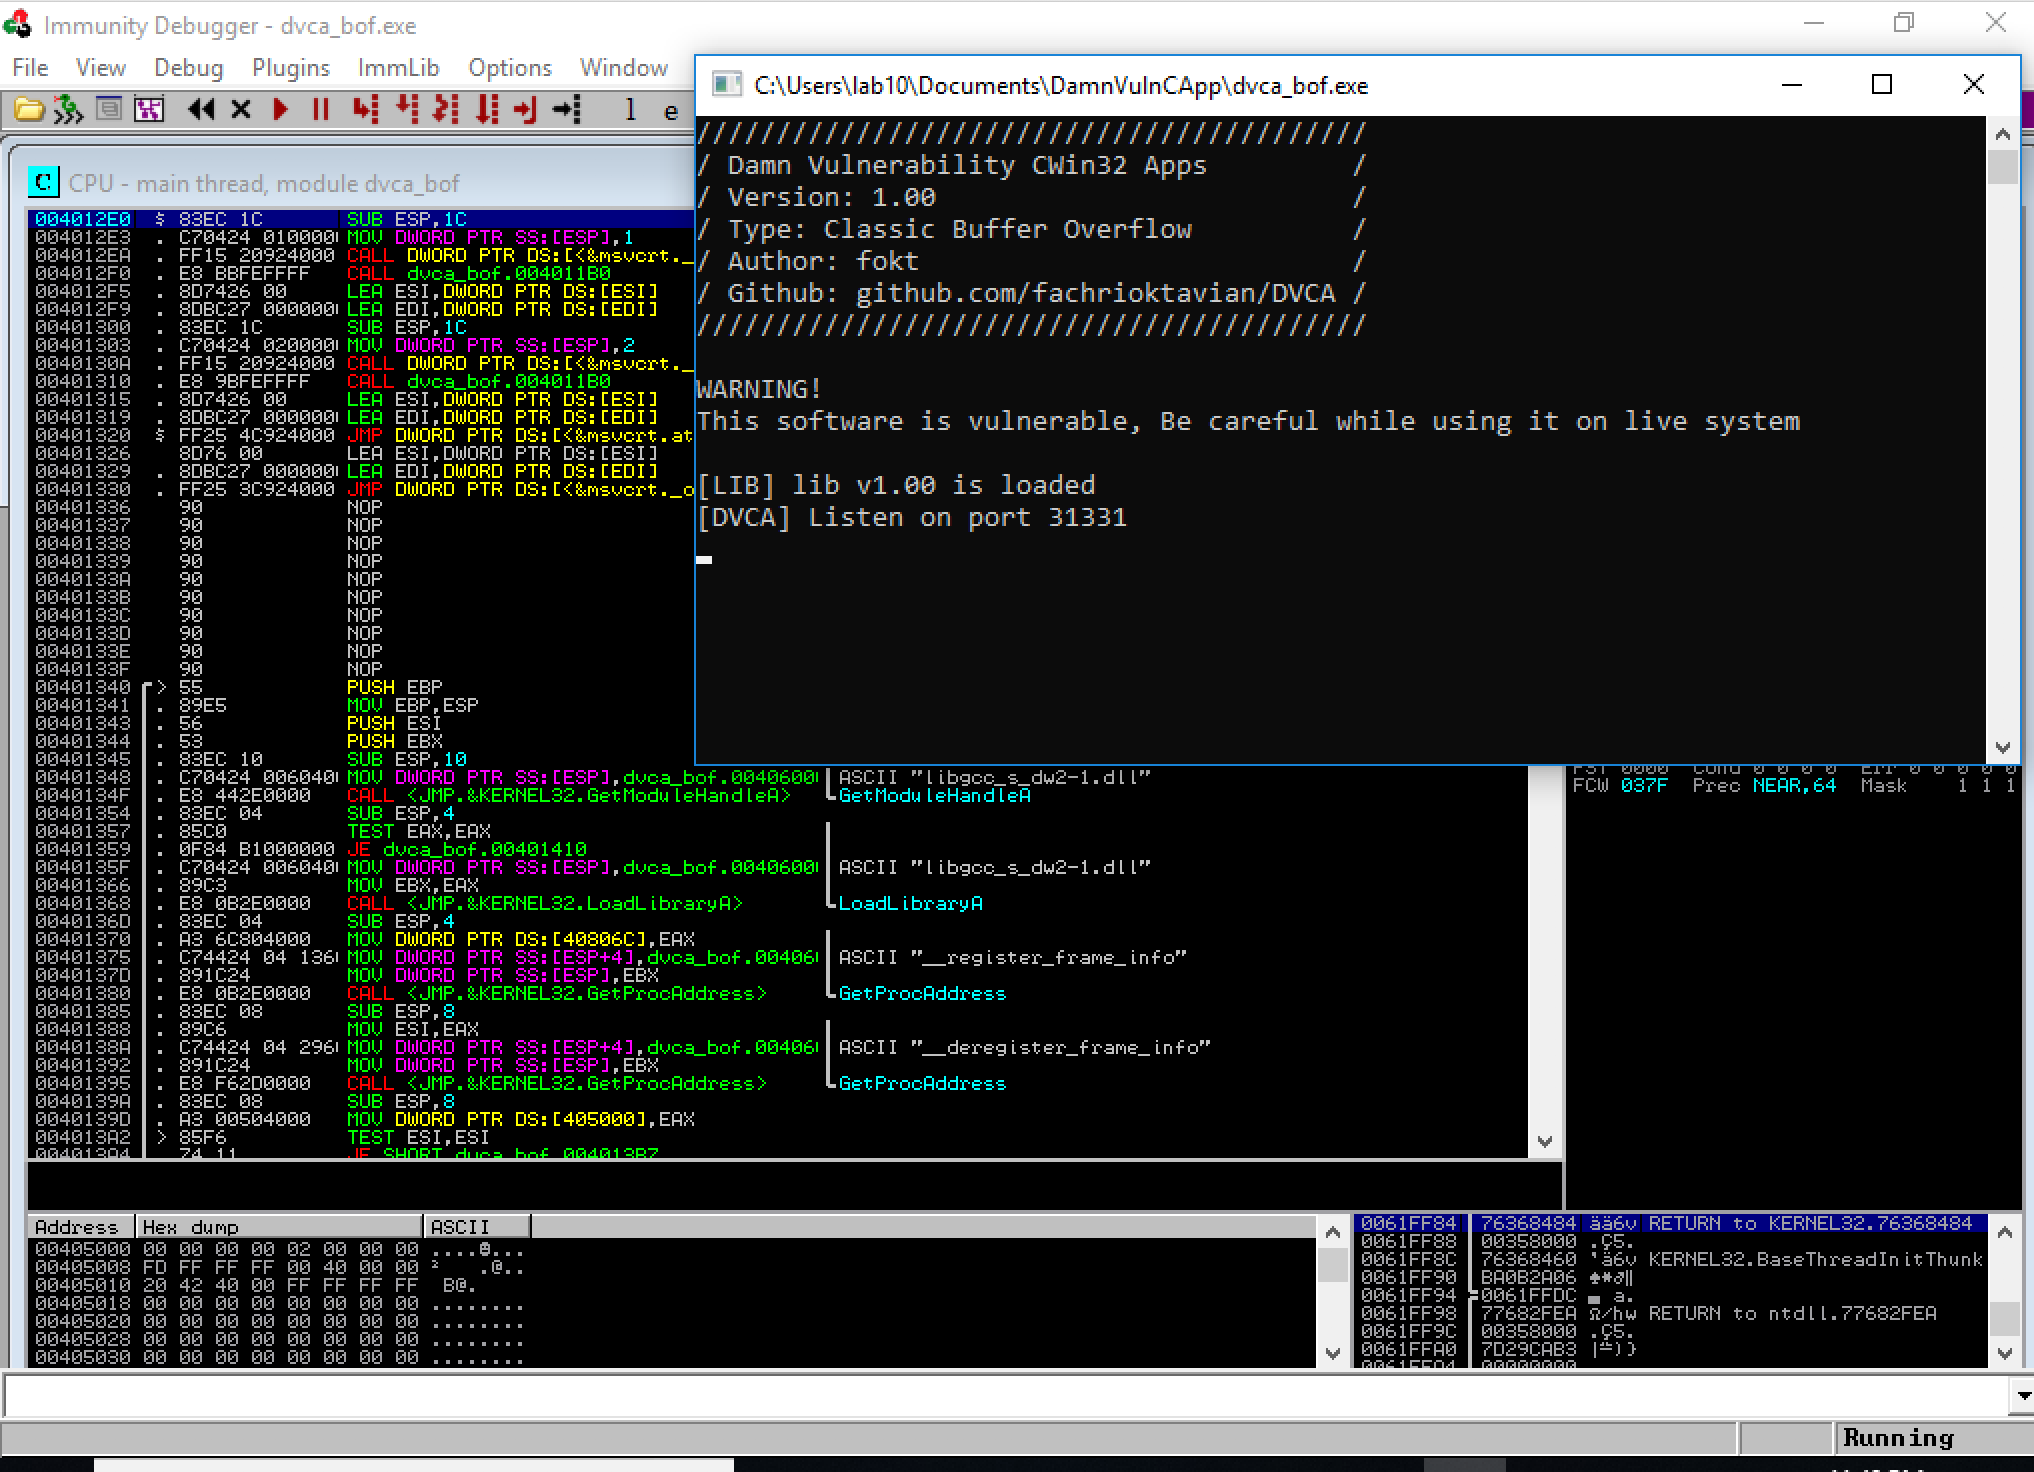 Immunity Debugger - dvca_bof.exe
File View Debug Plugins ImmLib Options Window
l e
C:\Users\lab10\Documents\DamnVulnCApp\dvca_bof.exe
//////////////////////////////////////////
/ Damn Vulnerability CWin32 Apps /
/ Version: 1.00 /
/ Type: Classic Buffer Overflow /
/ Author: fokt /
/ Github: github.com/fachrioktavian/DVCA /
//////////////////////////////////////////
WARNING!
This software is vulnerable, Be careful while using it on live system
[LIB] lib v1.00 is loaded
[DVCA] Listen on port 31331
C CPU - main thread, module dvca_bof
004012E0 $ 83EC 1C SUB ESP,1C
004012E3 . C70424 010000 MOV DWORD PTR SS:[ESP],1
004012EA . FF15 20924000 CALL DWORD PTR DS:[<&msvcrt._
004012F0 . E8 BBFEFFFF CALL dvca_bof.004011B0
004012F5 . 8D7426 00 LEA ESI,DWORD PTR DS:[ESI]
004012F9 . 8DBC27 000000 LEA EDI,DWORD PTR DS:[EDI]
00401300 . 83EC 1C SUB ESP,1C
00401303 . C70424 020000 MOV DWORD PTR SS:[ESP],2
0040130A . FF15 20924000 CALL DWORD PTR DS:[<&msvcrt._
00401310 . E8 9BFEFFFF CALL dvca_bof.004011B0
00401315 . 8D7426 00 LEA ESI,DWORD PTR DS:[ESI]
00401319 . 8DBC27 000000 LEA EDI,DWORD PTR DS:[EDI]
00401320 $ FF25 4C924000 JMP DWORD PTR DS:[<&msvcrt.at
00401326 8D76 00 LEA ESI,DWORD PTR DS:[ESI]
00401329 . 8DBC27 000000 LEA EDI,DWORD PTR DS:[EDI]
00401330 . FF25 3C924000 JMP DWORD PTR DS:[<&msvcrt._o
00401336 90 NOP
00401337 90 NOP
00401338 90 NOP
00401339 90 NOP
0040133A 90 NOP
0040133B 90 NOP
0040133C 90 NOP
0040133D 90 NOP
0040133E 90 NOP
0040133F 90 NOP
00401340 > 55 PUSH EBP
00401341 . 89E5 MOV EBP,ESP
00401343 . 56 PUSH ESI
00401344 . 53 PUSH EBX
00401345 . 83EC 10 SUB ESP,10
00401348 . C70424 006040 MOV DWORD PTR SS:[ESP],dvca_bof.0040600 ASCII "libgcc_s_dw2-1.dll"
0040134F . E8 442E0000 CALL <JMP.&KERNEL32.GetModuleHandleA> GetModuleHandleA
00401354 . 83EC 04 SUB ESP,4
00401357 . 85C0 TEST EAX,EAX
00401359 . 0F84 B1000000 JE dvca_bof.00401410
0040135F . C70424 006040 MOV DWORD PTR SS:[ESP],dvca_bof.0040600 ASCII "libgcc_s_dw2-1.dll"
00401366 . 89C3 MOV EBX,EAX
00401368 . E8 0B2E0000 CALL <JMP.&KERNEL32.LoadLibraryA> LoadLibraryA
0040136D . 83EC 04 SUB ESP,4
00401370 . A3 6C804000 MOV DWORD PTR DS:[40806C],EAX
00401375 . C74424 04 136 MOV DWORD PTR SS:[ESP+4],dvca_bof.00406 ASCII "__register_frame_info"
0040137D . 891C24 MOV DWORD PTR SS:[ESP],EBX
00401380 . E8 0B2E0000 CALL <JMP.&KERNEL32.GetProcAddress> GetProcAddress
00401385 . 83EC 08 SUB ESP,8
00401388 . 89C6 MOV ESI,EAX
0040138A . C74424 04 296 MOV DWORD PTR SS:[ESP+4],dvca_bof.00406 ASCII "__deregister_frame_info"
00401392 . 891C24 MOV DWORD PTR SS:[ESP],EBX
00401395 . E8 F62D0000 CALL <JMP.&KERNEL32.GetProcAddress> GetProcAddress
0040139A . 83EC 08 SUB ESP,8
0040139D . A3 00504000 MOV DWORD PTR DS:[405000],EAX
004013A2 > 85F6 TEST ESI,ESI
004013A4 . 74 11 JE SHORT dvca_bof.004013B7
FST 0000 Cond 0 0 0 0 Err 0 0 0 0 0
FCW 037F Prec NEAR,64 Mask 1 1 1
Address Hex dump ASCII
00405000 00 00 00 00 02 00 00 00
00405008 FD FF FF FF 00 40 00 00
00405010 20 42 40 00 FF FF FF FF B@.
00405018 00 00 00 00 00 00 00 00 ........
00405020 00 00 00 00 00 00 00 00 ........
00405028 00 00 00 00 00 00 00 00 ........
00405030 00 00 00 00 00 00 00 00 ........
0061FF84 76368484 ää6v RETURN to KERNEL32.76368484
0061FF88 00358000 .Ç5.
0061FF8C 76368460 `ä6v KERNEL32.BaseThreadInitThunk
0061FF90 BA0B2A06
0061FF94 0061FFDC
0061FF98 77682FEA Ω/hw RETURN to ntdll.77682FEA
0061FF9C 00358000 .Ç5.
0061FFA0 7D29CAB3
0061FFA4 00000000
Running